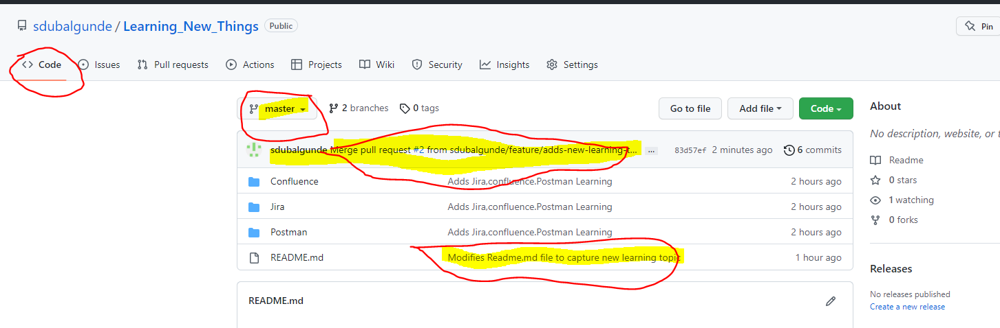 sdubalgunde / Learning_New_Things Public
Pin
Code Issues Pull requests Actions Projects Wiki Security Insights Settings
master 2 branches 0 tags Go to file Add file Code
sdubalgunde Merge pull request #2 from sdubalgunde/feature/adds-new-learning-t... ... 83d57ef 2 minutes ago 6 commits
Confluence Adds Jira,confluence.Postman Learning 2 hours ago
Jira Adds Jira,confluence.Postman Learning 2 hours ago
Postman Adds Jira,confluence.Postman Learning 2 hours ago
README.md Modifies Readme.md file to capture new learning topic 1 hour ago
README.md
About
No description, website, or t
Readme
0 stars
1 watching
0 forks
Releases
No releases published
Create a new release